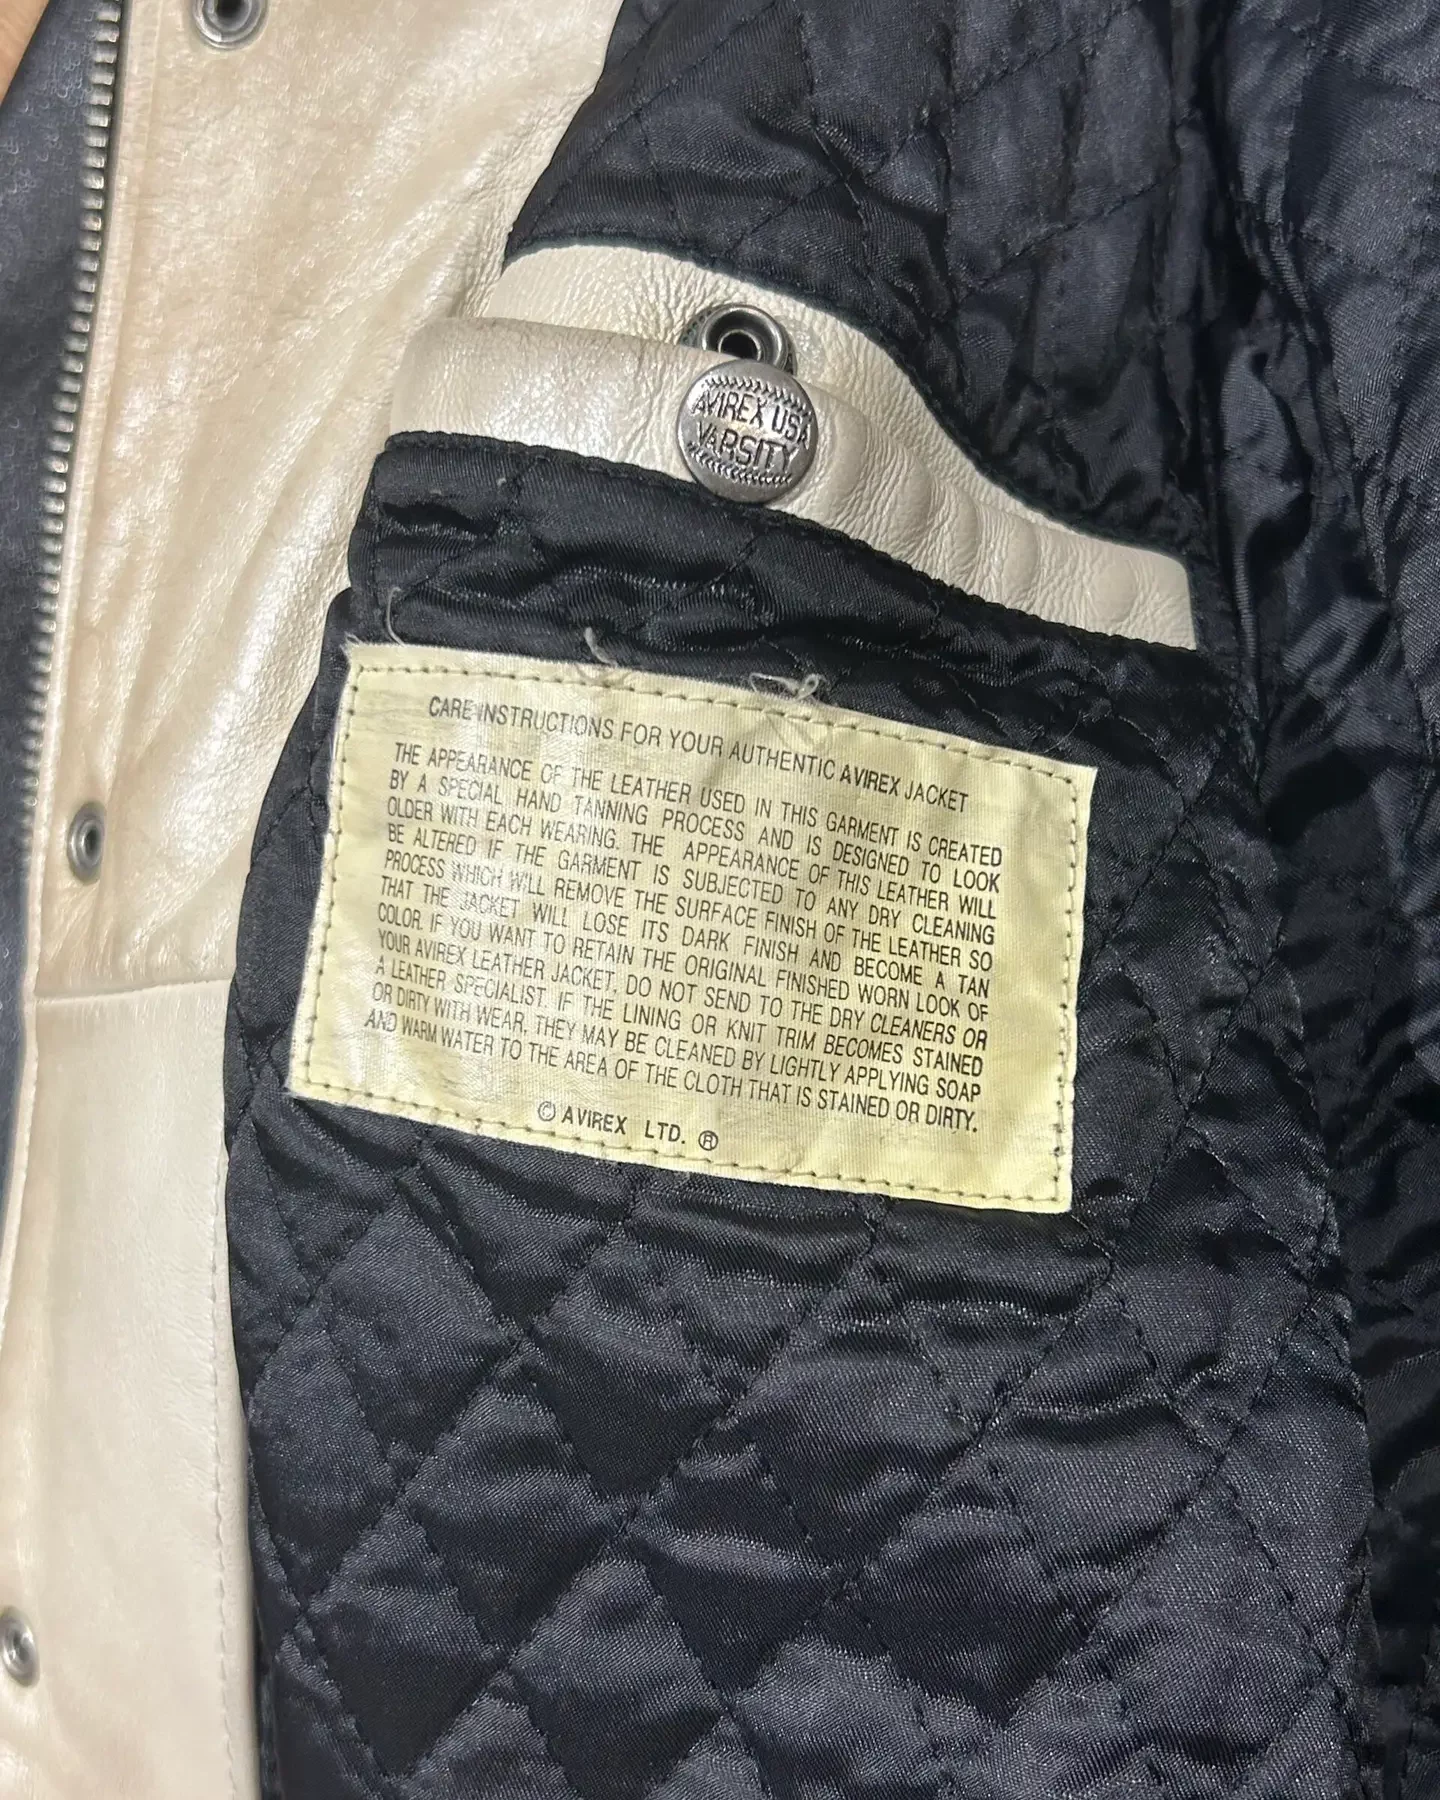 AVIREX USA
VARSITY
CARE INSTRUCTIONS FOR YOUR AUTHENTIC AVIREX JACKET
THE APPEARANCE OF THE LEATHER USED IN THIS GARMENT IS CREATED
BY A SPECIAL HAND TANNING PROCESS AND IS DESIGNED TO LOOK
OLDER WITH EACH WEARING. THE APPEARANCE OF THIS LEATHER WILL
BE ALTERED IF THE GARMENT IS SUBJECTED TO ANY DRY CLEANING
PROCESS WHICH WILL REMOVE THE SURFACE FINISH OF THE LEATHER SO
THAT THE JACKET WILL LOSE ITS DARK FINISH AND BECOME A TAN
COLOR. IF YOU WANT TO RETAIN THE ORIGINAL FINISHED WORN LOOK OF
YOUR AVIREX LEATHER JACKET, DO NOT SEND TO THE DRY CLEANERS OR
A LEATHER SPECIALIST. IF THE LINING OR KNIT TRIM BECOMES STAINED
OR DIRTY WITH WEAR, THEY MAY BE CLEANED BY LIGHTLY APPLYING SOAP
AND WARM WATER TO THE AREA OF THE CLOTH THAT IS STAINED OR DIRTY.
© AVIREX LTD. ®